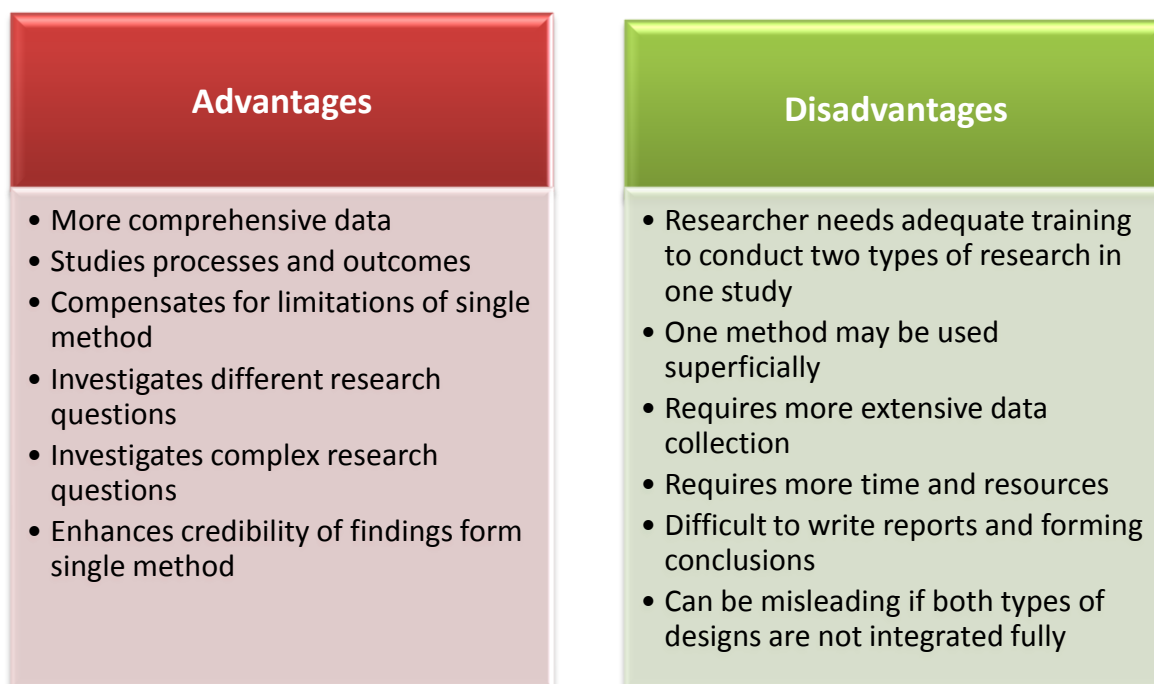 Advantages
• More comprehensive data
• Studies processes and outcomes
• Compensates for limitations of single
method
• Investigates different research
questions
• Investigates complex research
questions
• Enhances credibility of findings form
single method
Disadvantages
• Researcher needs adequate training
to conduct two types of research in
one study
• One method may be used
superficially
• Requires more extensive data
collection
• Requires more time and resources
• Difficult to write reports and forming
conclusions
• Can be misleading if both types of
designs are not integrated fully